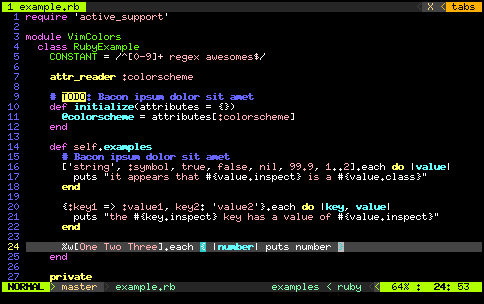 1 example.rb X < tabs
1 require 'active_support'
2
3 module VimColors
4 class RubyExample
5 CONSTANT = /^[0-9]+ regex awesomes$/
6
7 attr_reader :colorscheme
8
9 # TODO: Bacon ipsum dolor sit amet
10 def initialize(attributes = {})
11 @colorscheme = attributes[:colorscheme]
12 end
13
14 def self.examples
15 # Bacon ipsum dolor sit amet
16 ['string', :symbol, true, false, nil, 99.9, 1..2].each do |value|
17 puts "it appears that #{value.inspect} is a #{value.class}"
18 end
19
20 {:key1 => :value1, key2: 'value2'}.each do |key, value|
21 puts "the #{key.inspect} key has a value of #{value.inspect}"
22 end
23
24 %w[One Two Three].each { |number| puts number }
25 end
26
27 private
NORMAL > master > example.rb examples < ruby < 64% : 24: 53